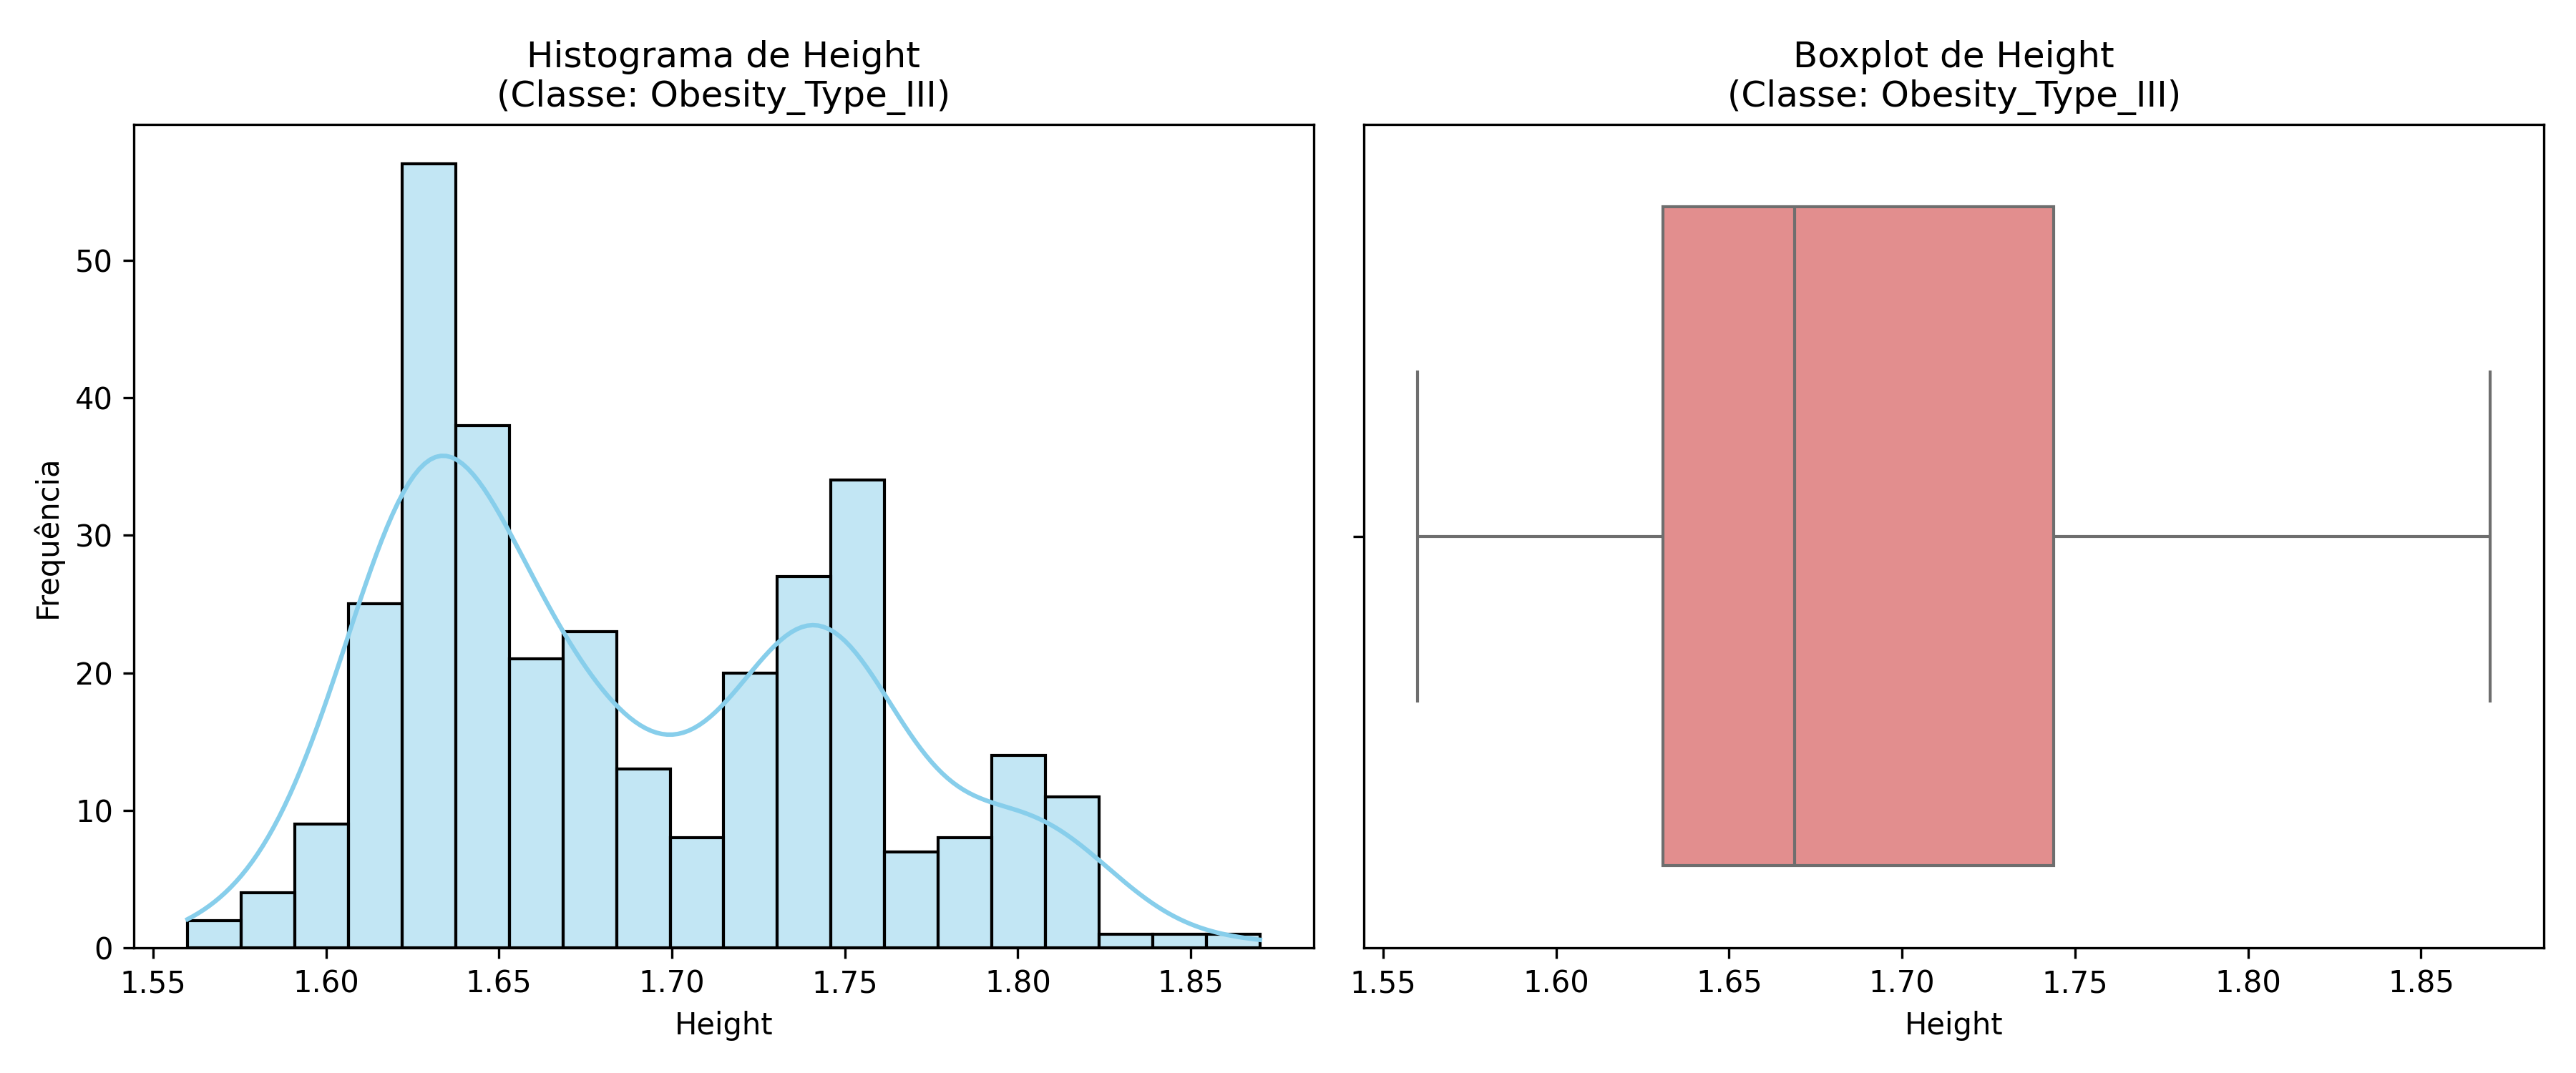 Histograma de Height
(Classe: Obesity_Type_III)
Frequência
50
40
30
20
10
0
1.55 1.60 1.65 1.70 1.75 1.80 1.85
Height
Boxplot de Height
(Classe: Obesity_Type_III)
1.55 1.60 1.65 1.70 1.75 1.80 1.85
Height